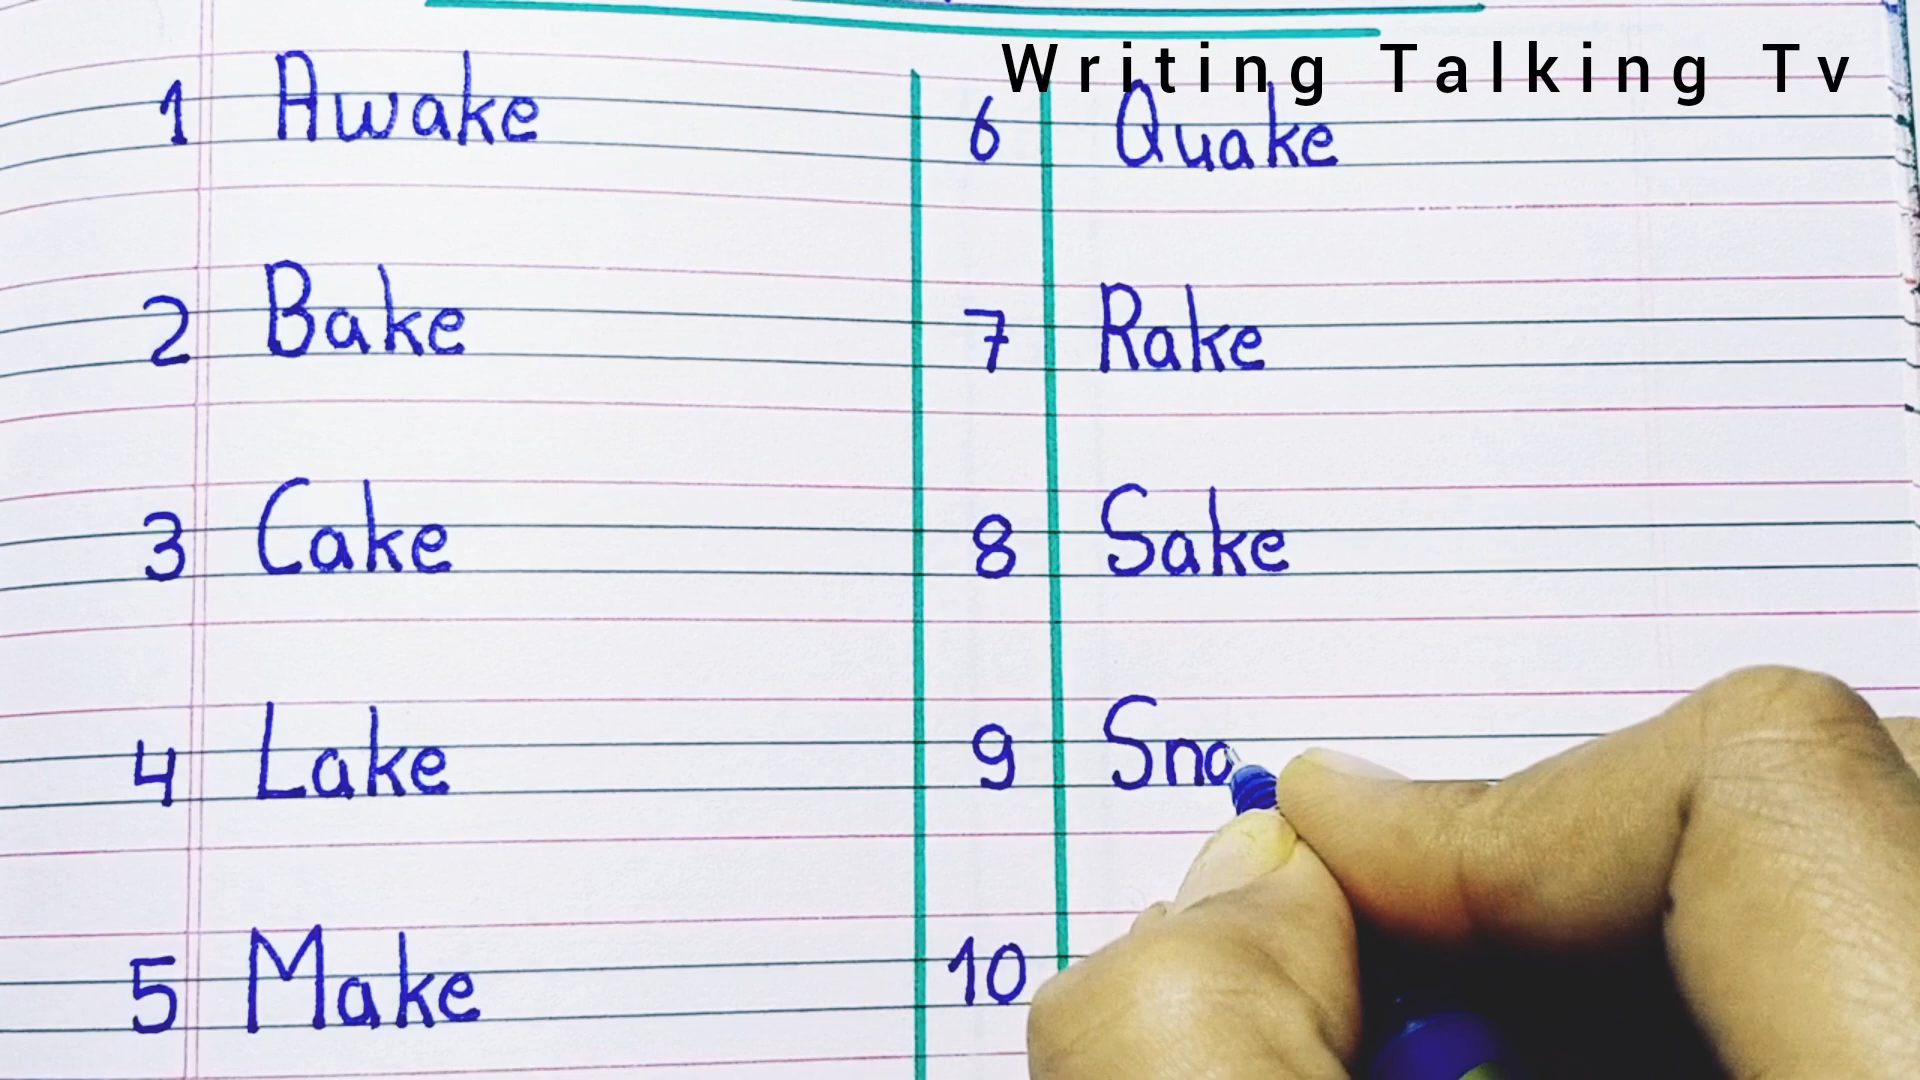 Writing Talking Tv
1 Awake
2 Bake
3 Cake
4 Lake
5 Make
6 Quake
7 Rake
8 Sake
9 Sna
10